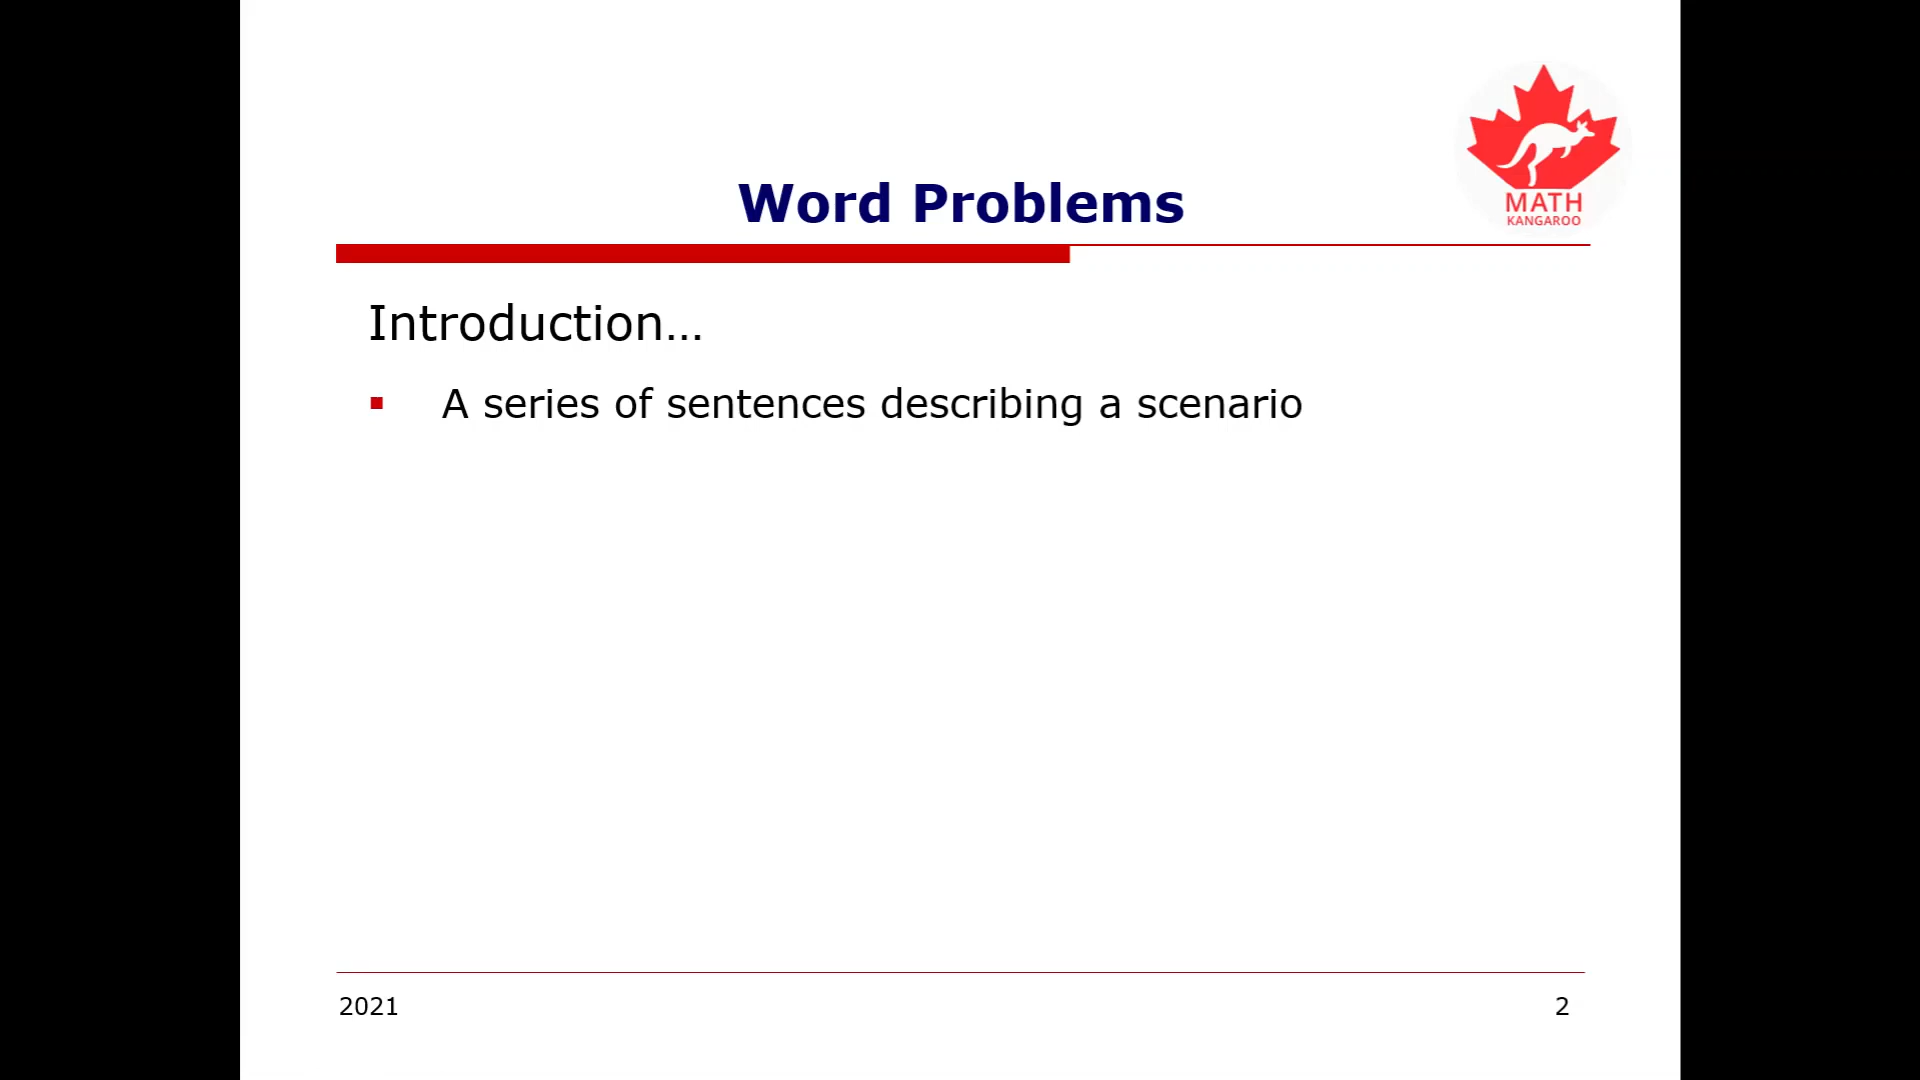 MATH
KANGAROO
Word Problems
Introduction…
▪ A series of sentences describing a scenario
2021
2